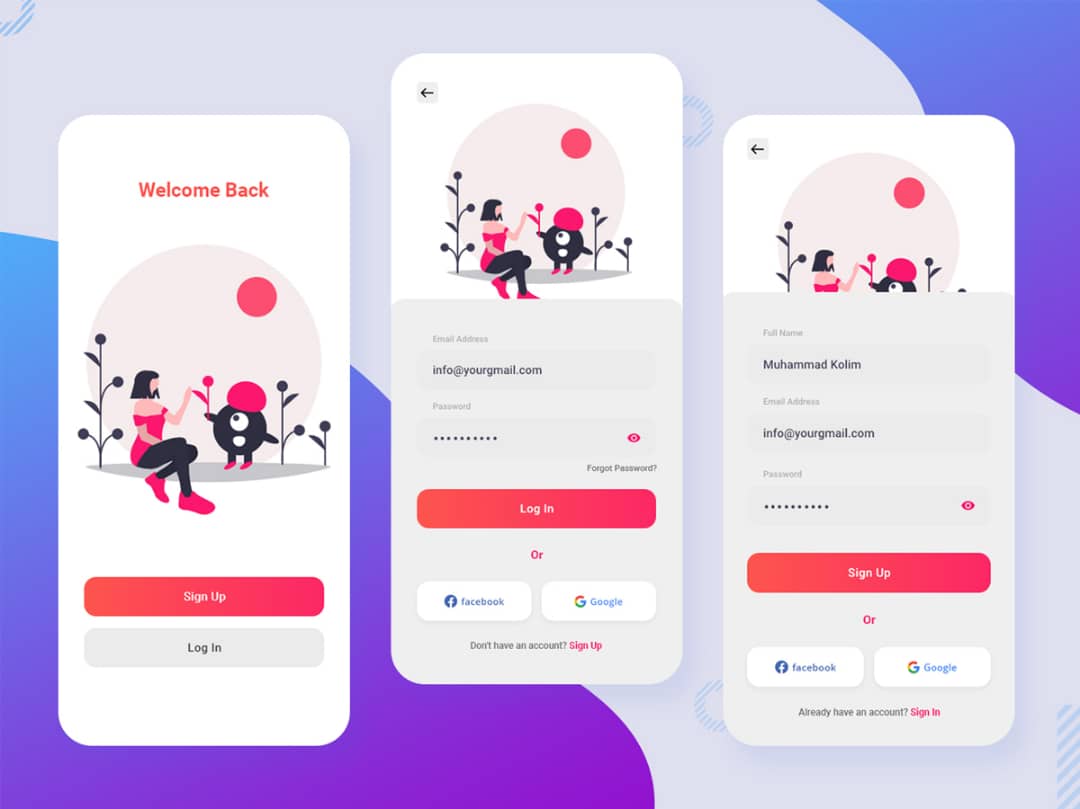 Welcome Back
Sign Up
Log In
Email Address
info@yourgmail.com
Password
••••••••••
Forgot Password?
Log In
Or
facebook
Google
Don't have an account? Sign Up
Full Name
Muhammad Kolim
Email Address
info@yourgmail.com
Password
••••••••••
Sign Up
Or
facebook
Google
Already have an account? Sign In